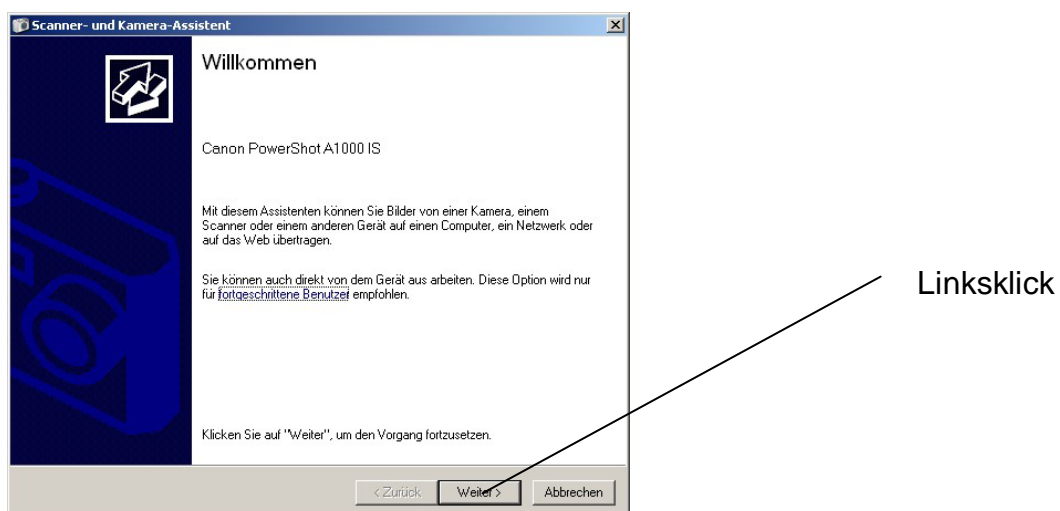 Scanner- und Kamera-Assistent
Willkommen
Canon PowerShot A1000 IS
Mit diesem Assistenten können Sie Bilder von einer Kamera, einem
Scanner oder einem anderen Gerät auf einen Computer, ein Netzwerk oder
auf das Web übertragen.
Sie können auch direkt von dem Gerät aus arbeiten. Diese Option wird nur
für fortgeschrittene Benutzer empfohlen.
Linksklick
Klicken Sie auf "Weiter", um den Vorgang fortzusetzen.
< Zurück Weiter > Abbrechen